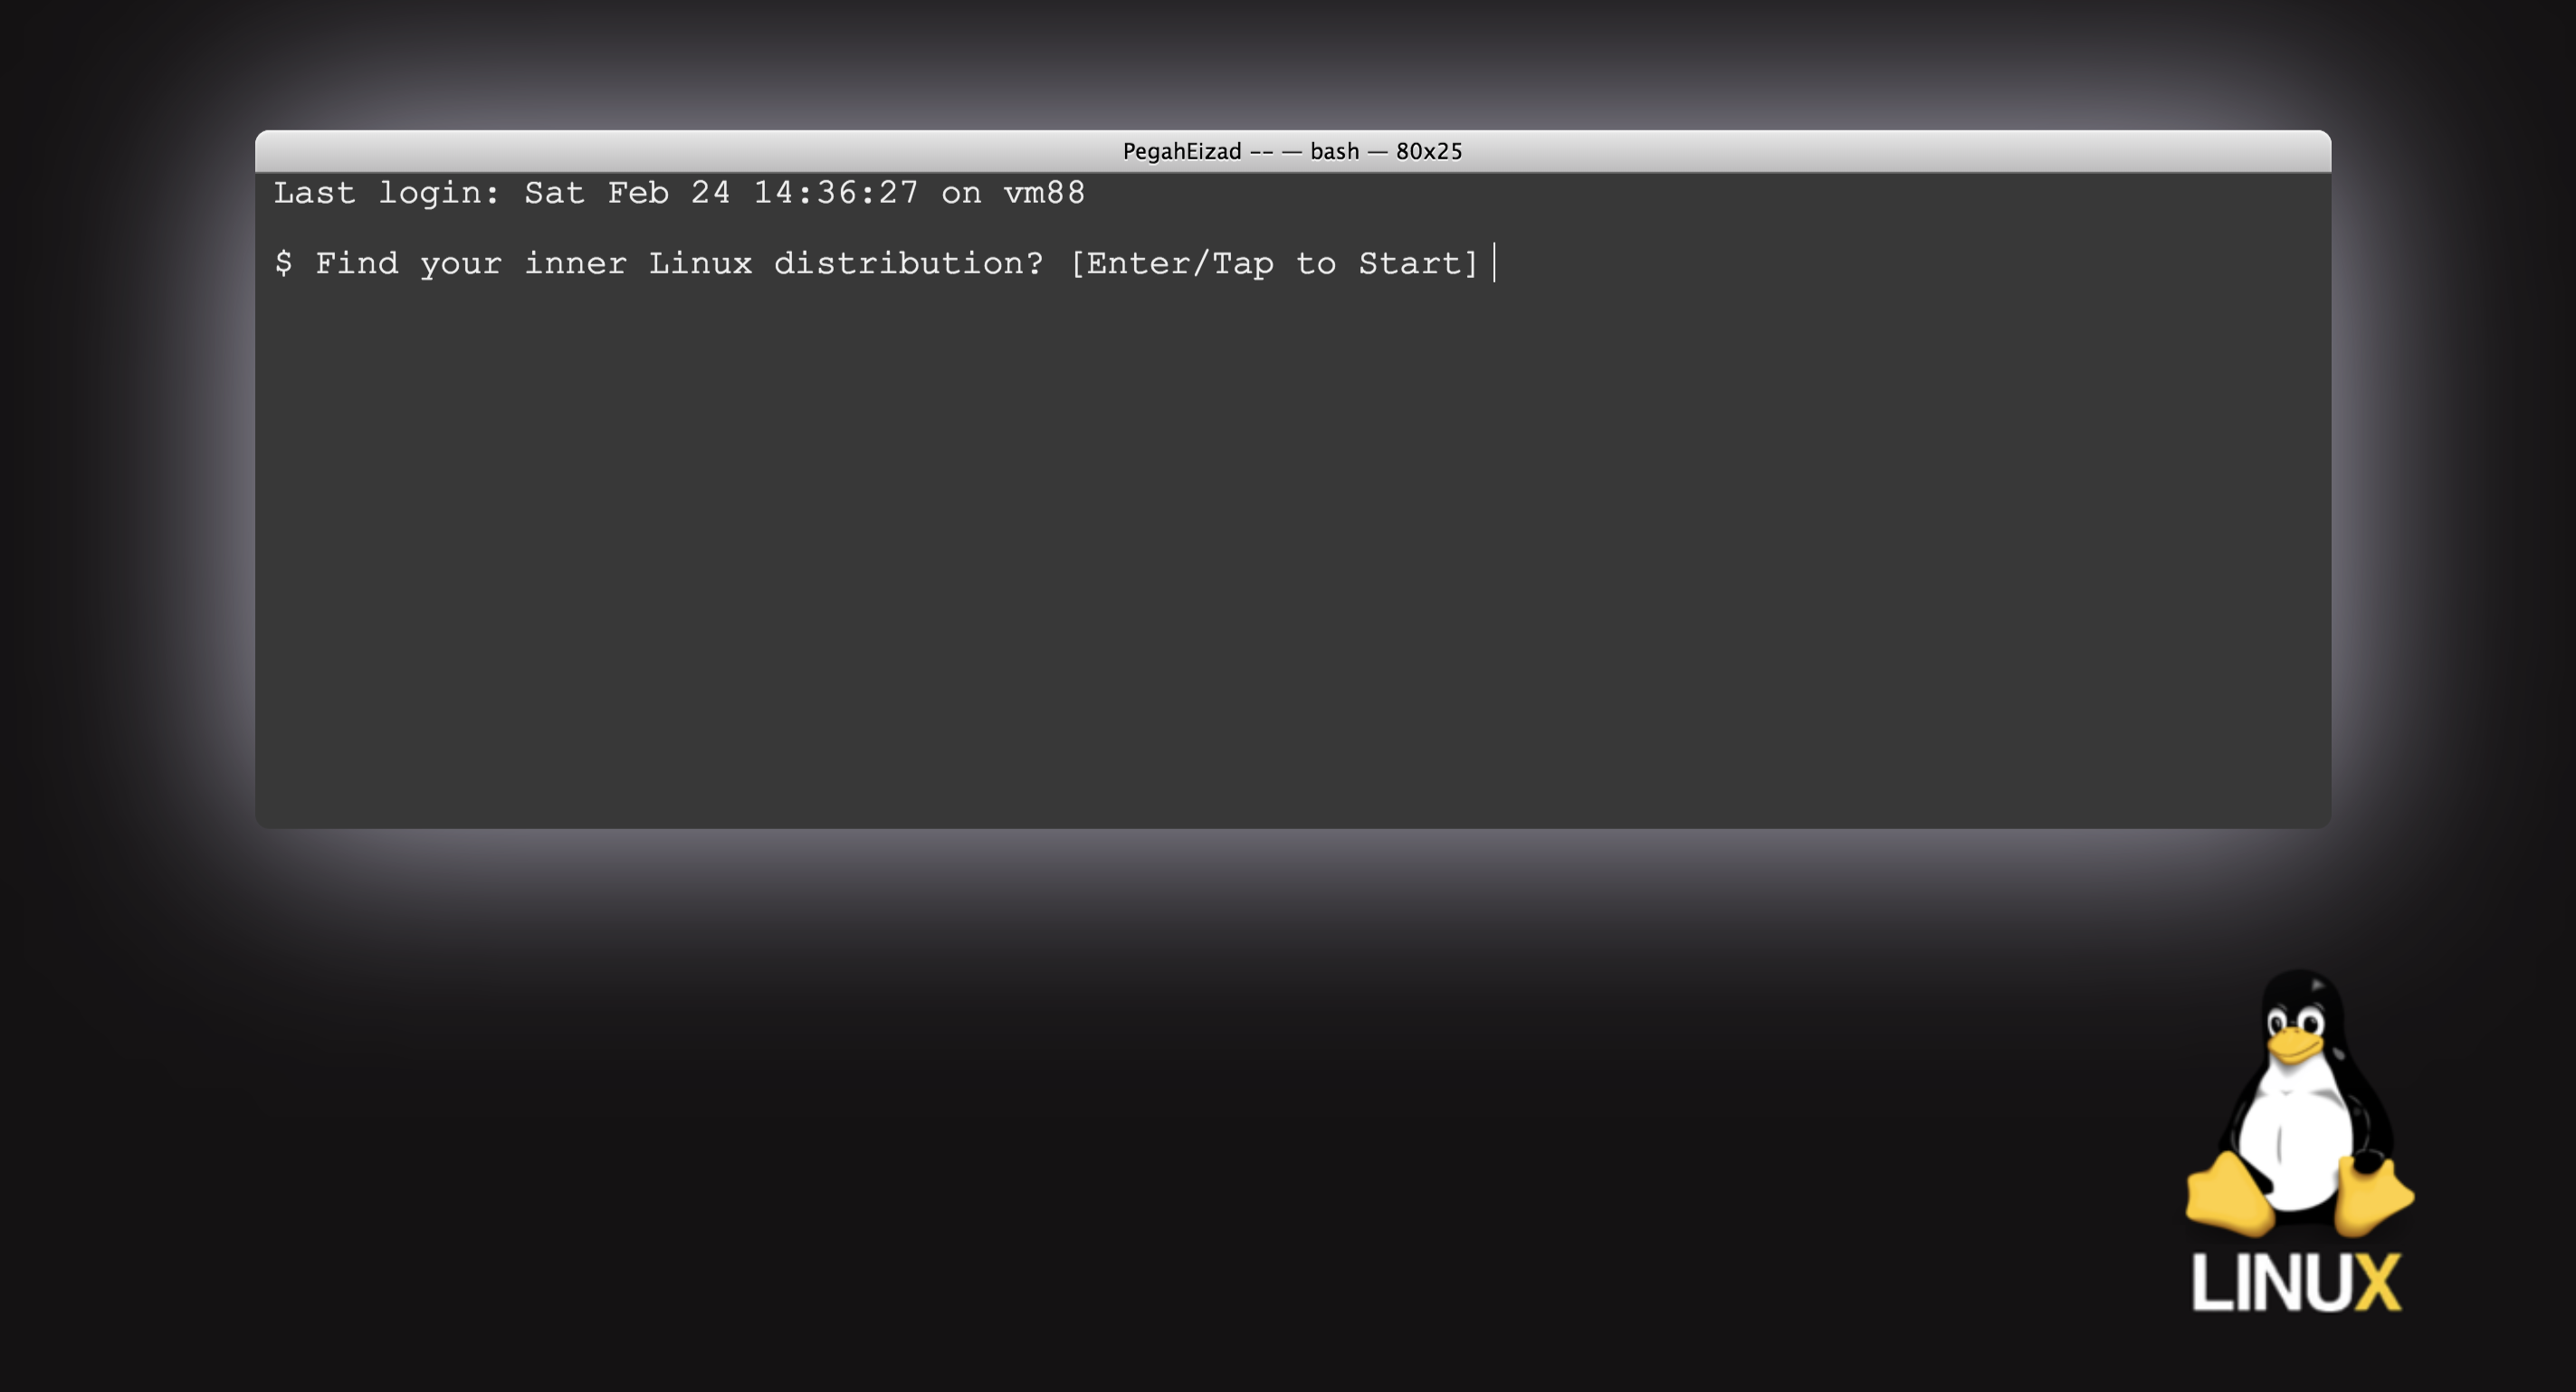 PegahEizad -- — bash — 80x25
Last login: Sat Feb 24 14:36:27 on vm88
$ Find your inner Linux distribution? [Enter/Tap to Start]
LINUX